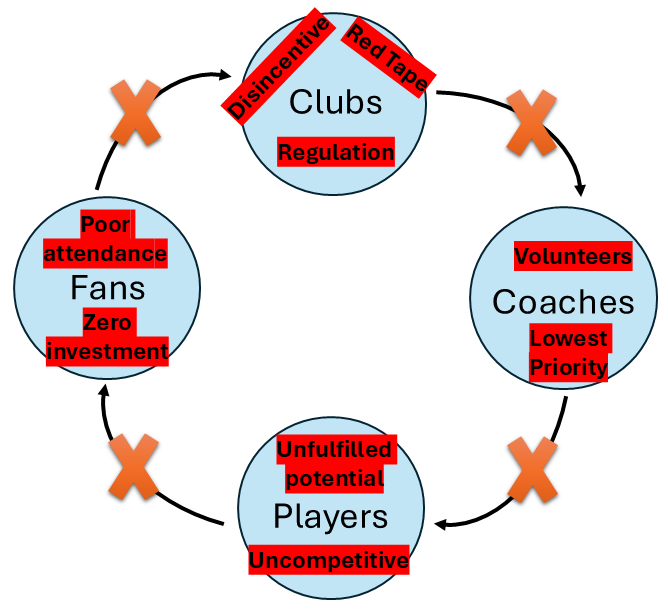 Disincentive
Red Tape
Clubs
Regulation
Poor
attendance
Fans
Zero
investment
Volunteers
Coaches
Lowest
Priority
Unfulfilled
potential
Players
Uncompetitive